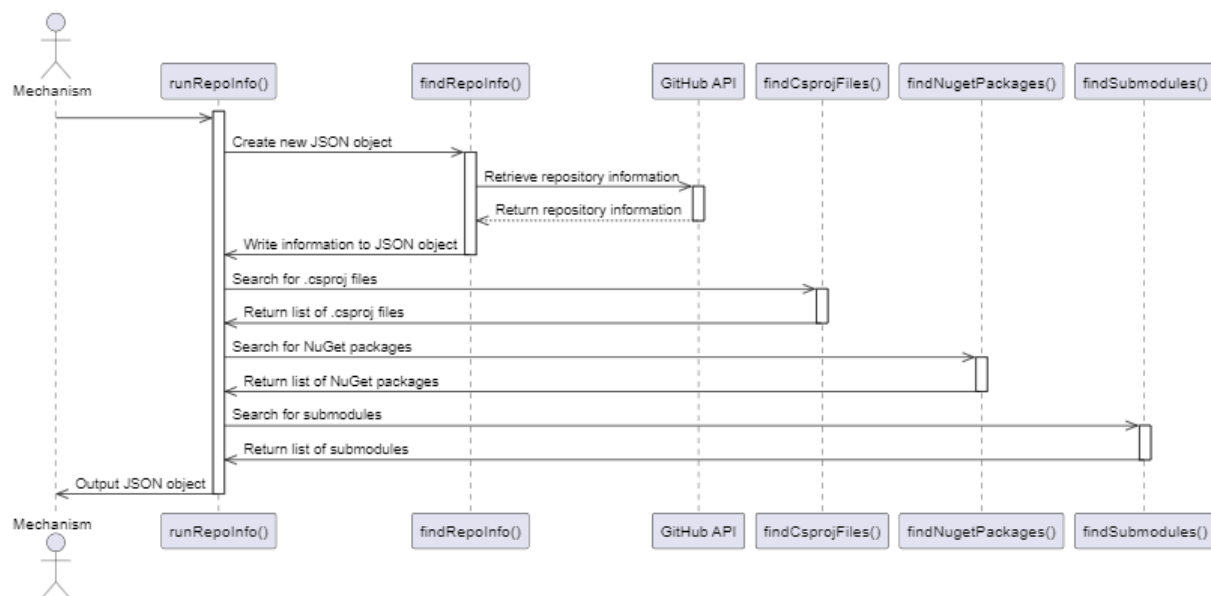 Mechanism
runRepoInfo()
findRepoInfo()
GitHub API
findCsprojFiles()
findNugetPackages()
findSubmodules()
Create new JSON object
Retrieve repository information
Return repository information
Write information to JSON object
Search for .csproj files
Return list of .csproj files
Search for NuGet packages
Return list of NuGet packages
Search for submodules
Return list of submodules
Output JSON object
Mechanism
runRepoInfo()
findRepoInfo()
GitHub API
findCsprojFiles()
findNugetPackages()
findSubmodules()